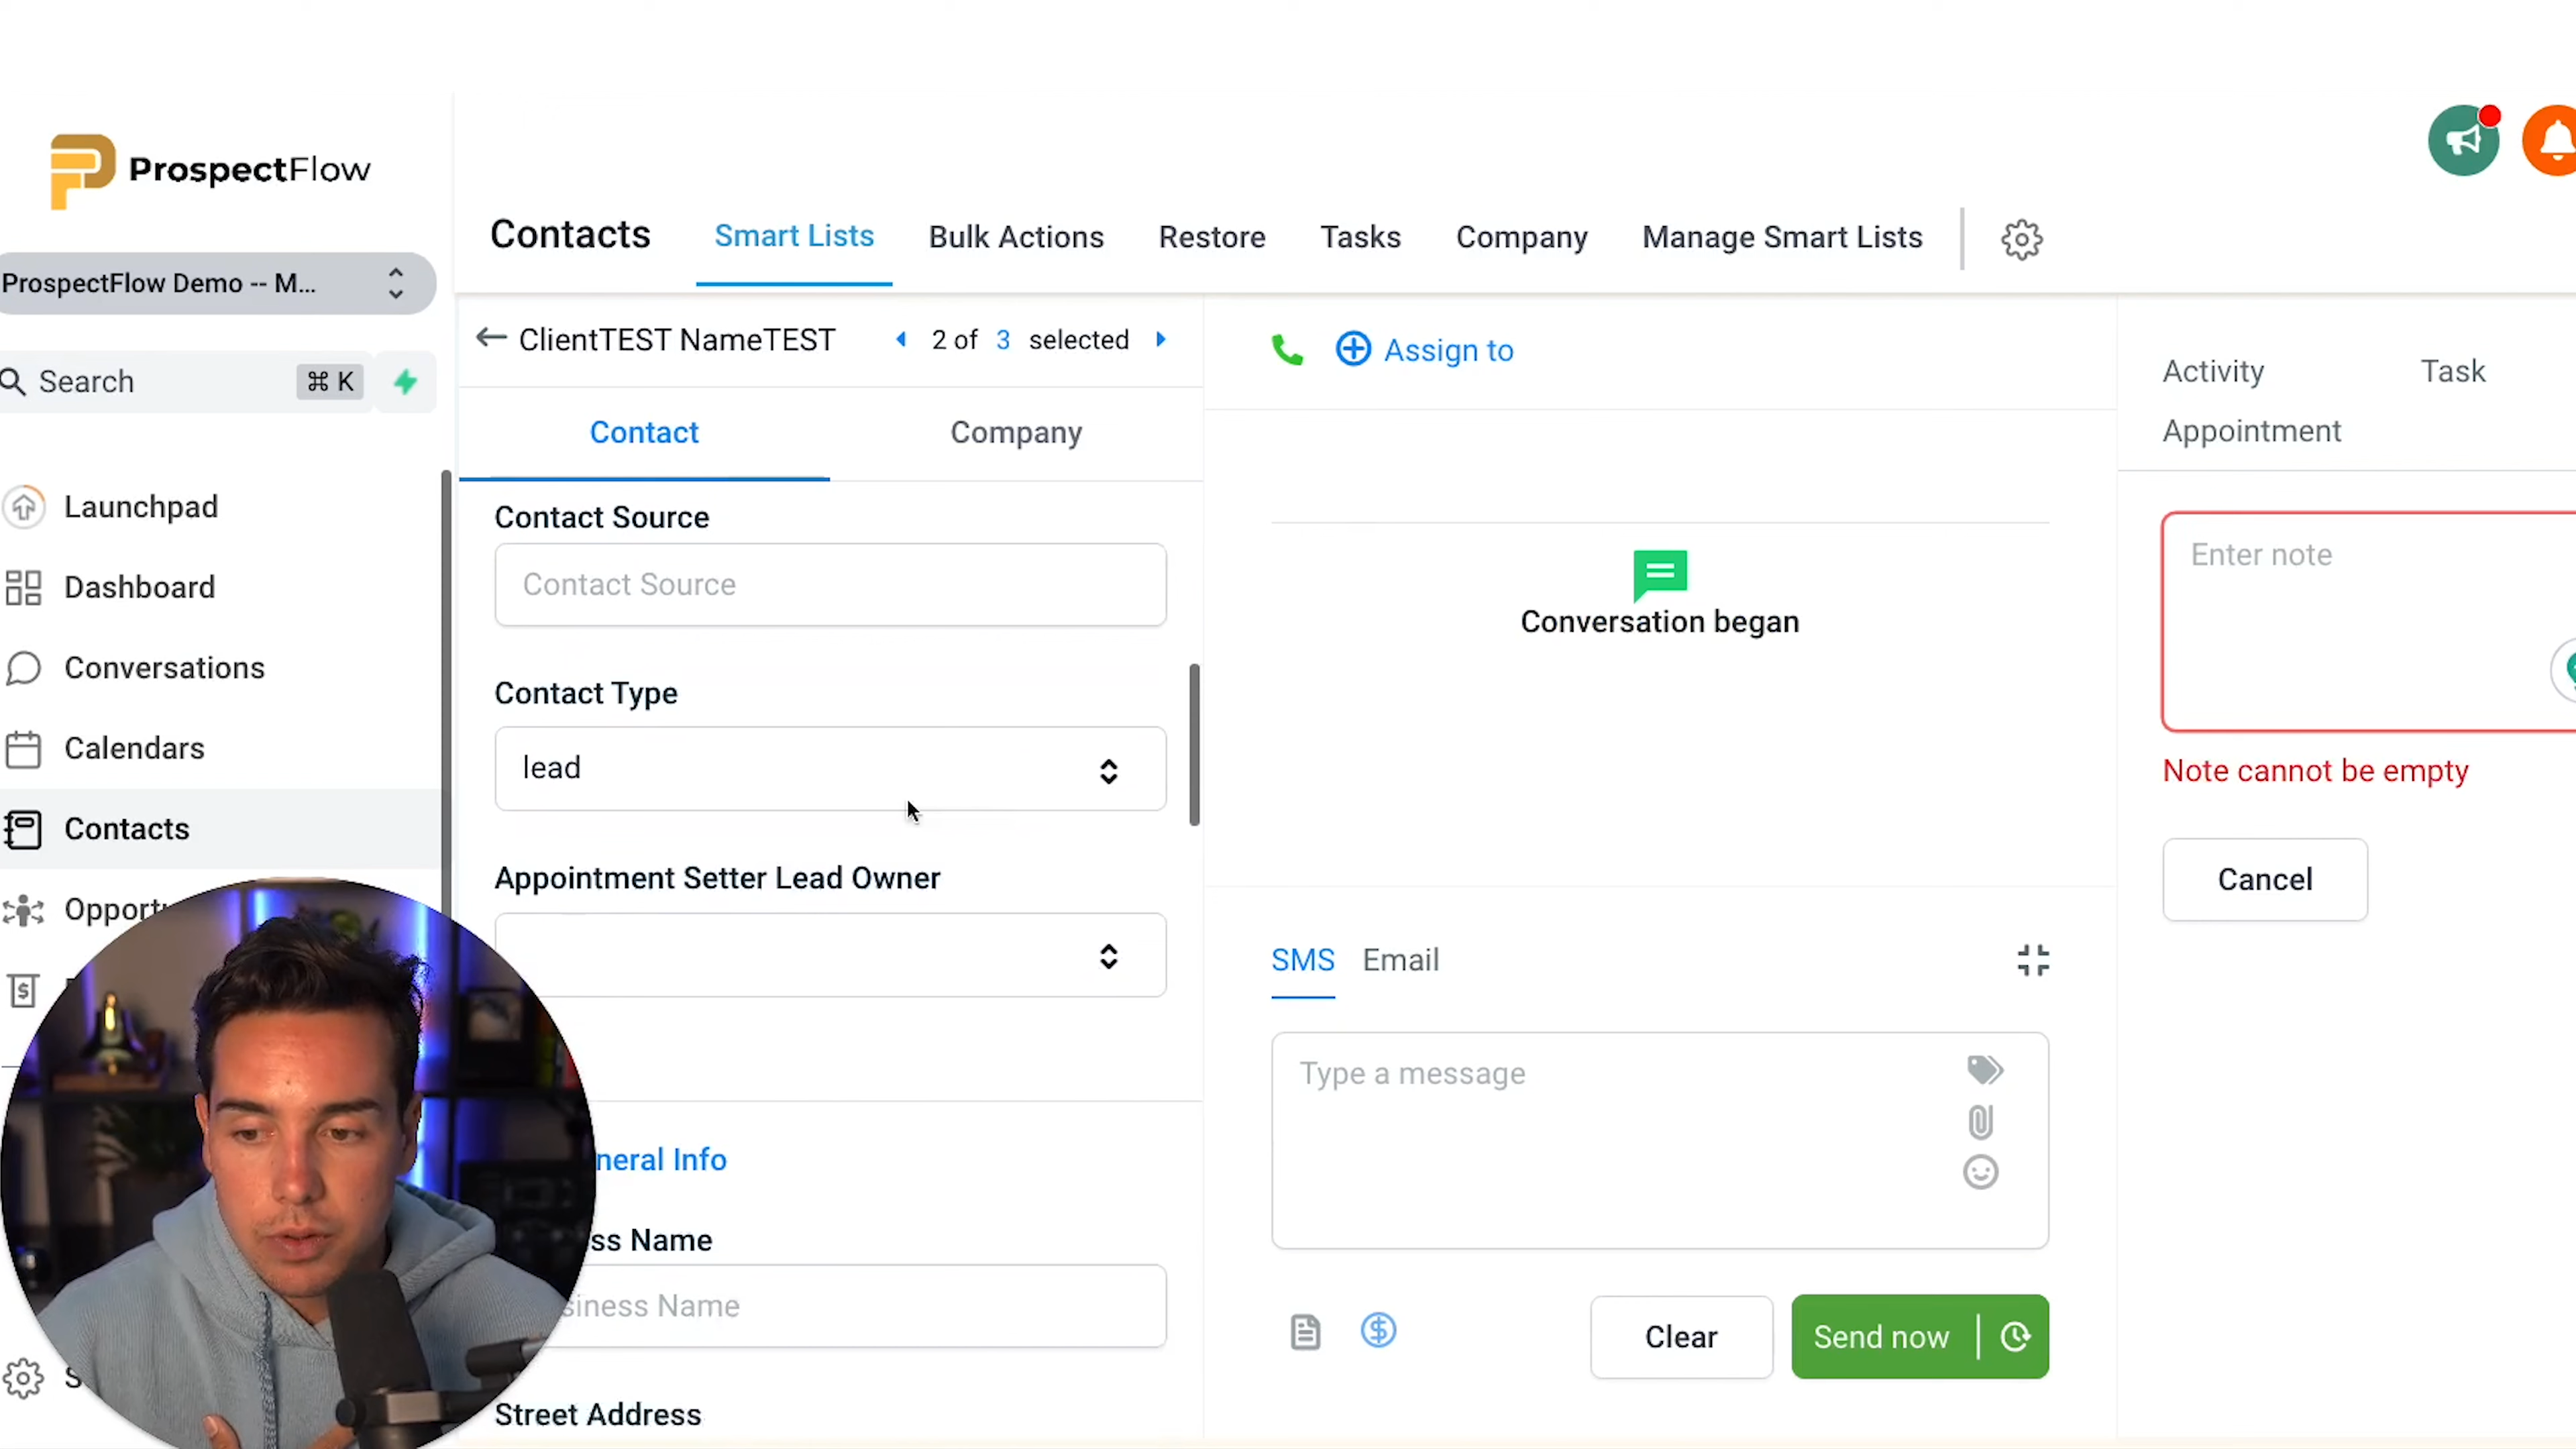 ProspectFlow
ProspectFlow Demo -- M...
Search
⌘ K
Launchpad
Dashboard
Conversations
Calendars
Contacts
Contacts
Smart Lists
Bulk Actions
Restore
Tasks
Company
Manage Smart Lists
ClientTEST NameTEST
2 of 3 selected
Contact
Company
Contact Source
Contact Source
Contact Type
lead
Appointment Setter Lead Owner
neral Info
ss Name
siness Name
Street Address
Assign to
Conversation began
SMS
Email
Type a message
Clear
Send now
Activity
Task
Appointment
Enter note
Note cannot be empty
Cancel